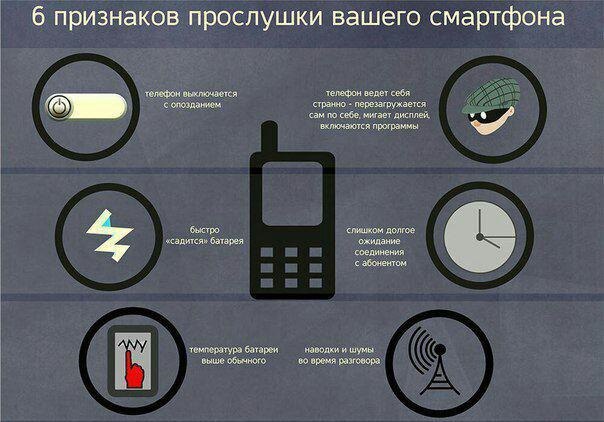 6 признаков прослушки вашего смартфона
телефон выключается
с опозданием
телефон ведет себя
странно - перезагружается
сам по себе, мигает дисплей,
включаются программы
быстро
«садится» батарея
слишком долгое
ожидание
соединения
с абонентом
температура батареи
выше обычного
наводки и шумы
во время разговора